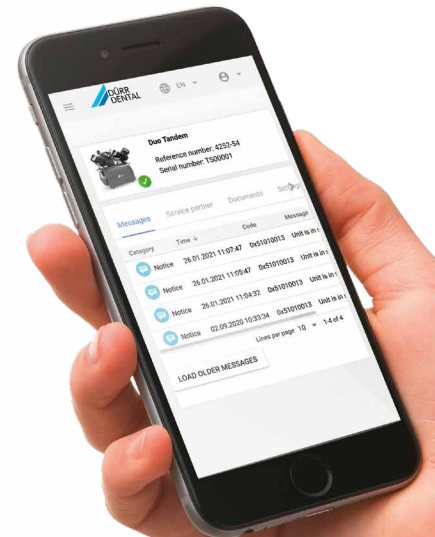 DÜRR
DENTAL
EN
Duo Tandem
Reference number: 4252-54
Serial number: TS00001
Messages Service partner Documents
Category Time ↓ Code Message
Notice 26.01.2021 11:07:47 0x51010013 Unit is in
Notice 26.01.2021 11:05:47 0x51010013 Unit is in
Notice 26.01.2021 11:04:32 0x51010013 Unit is in
Notice 02.09.2020 10:33:34 0x51010013 Unit is in
Lines per page 10 1-4 of 4
LOAD OLDER MESSAGES